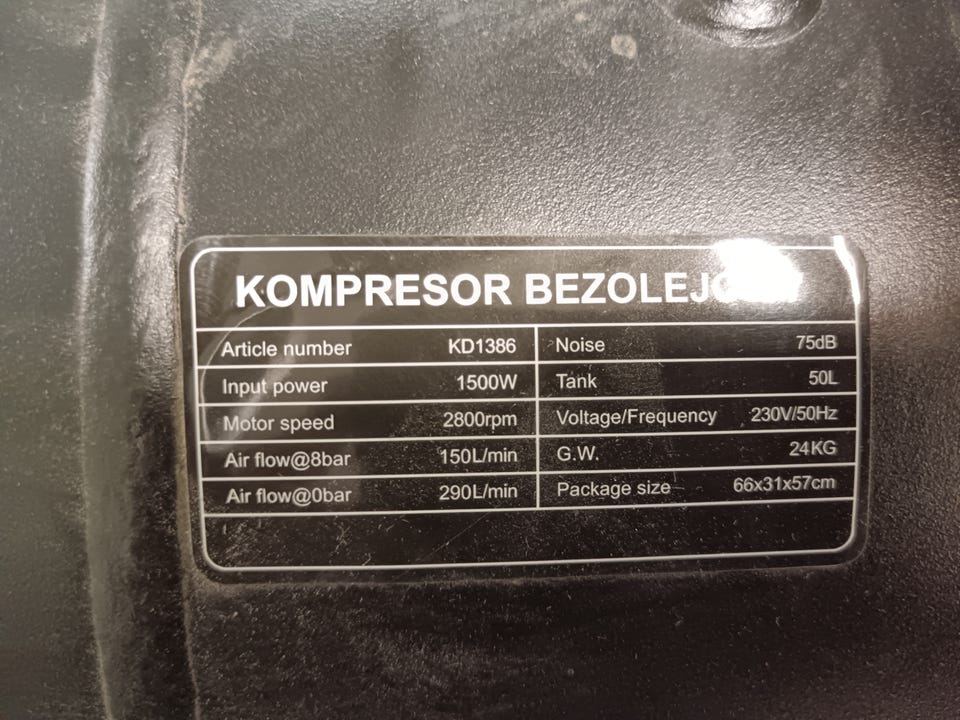 KOMPRESOR
Article number KD1386 Noise 75dB
Input power 1500W Tank 50L
Motor speed 2800rpm Voltage/Frequency 230V/50Hz
Air flow@8bar 150L/min G.W. 24KG
Air flow@0bar 290L/min Package size 66x31x57cm